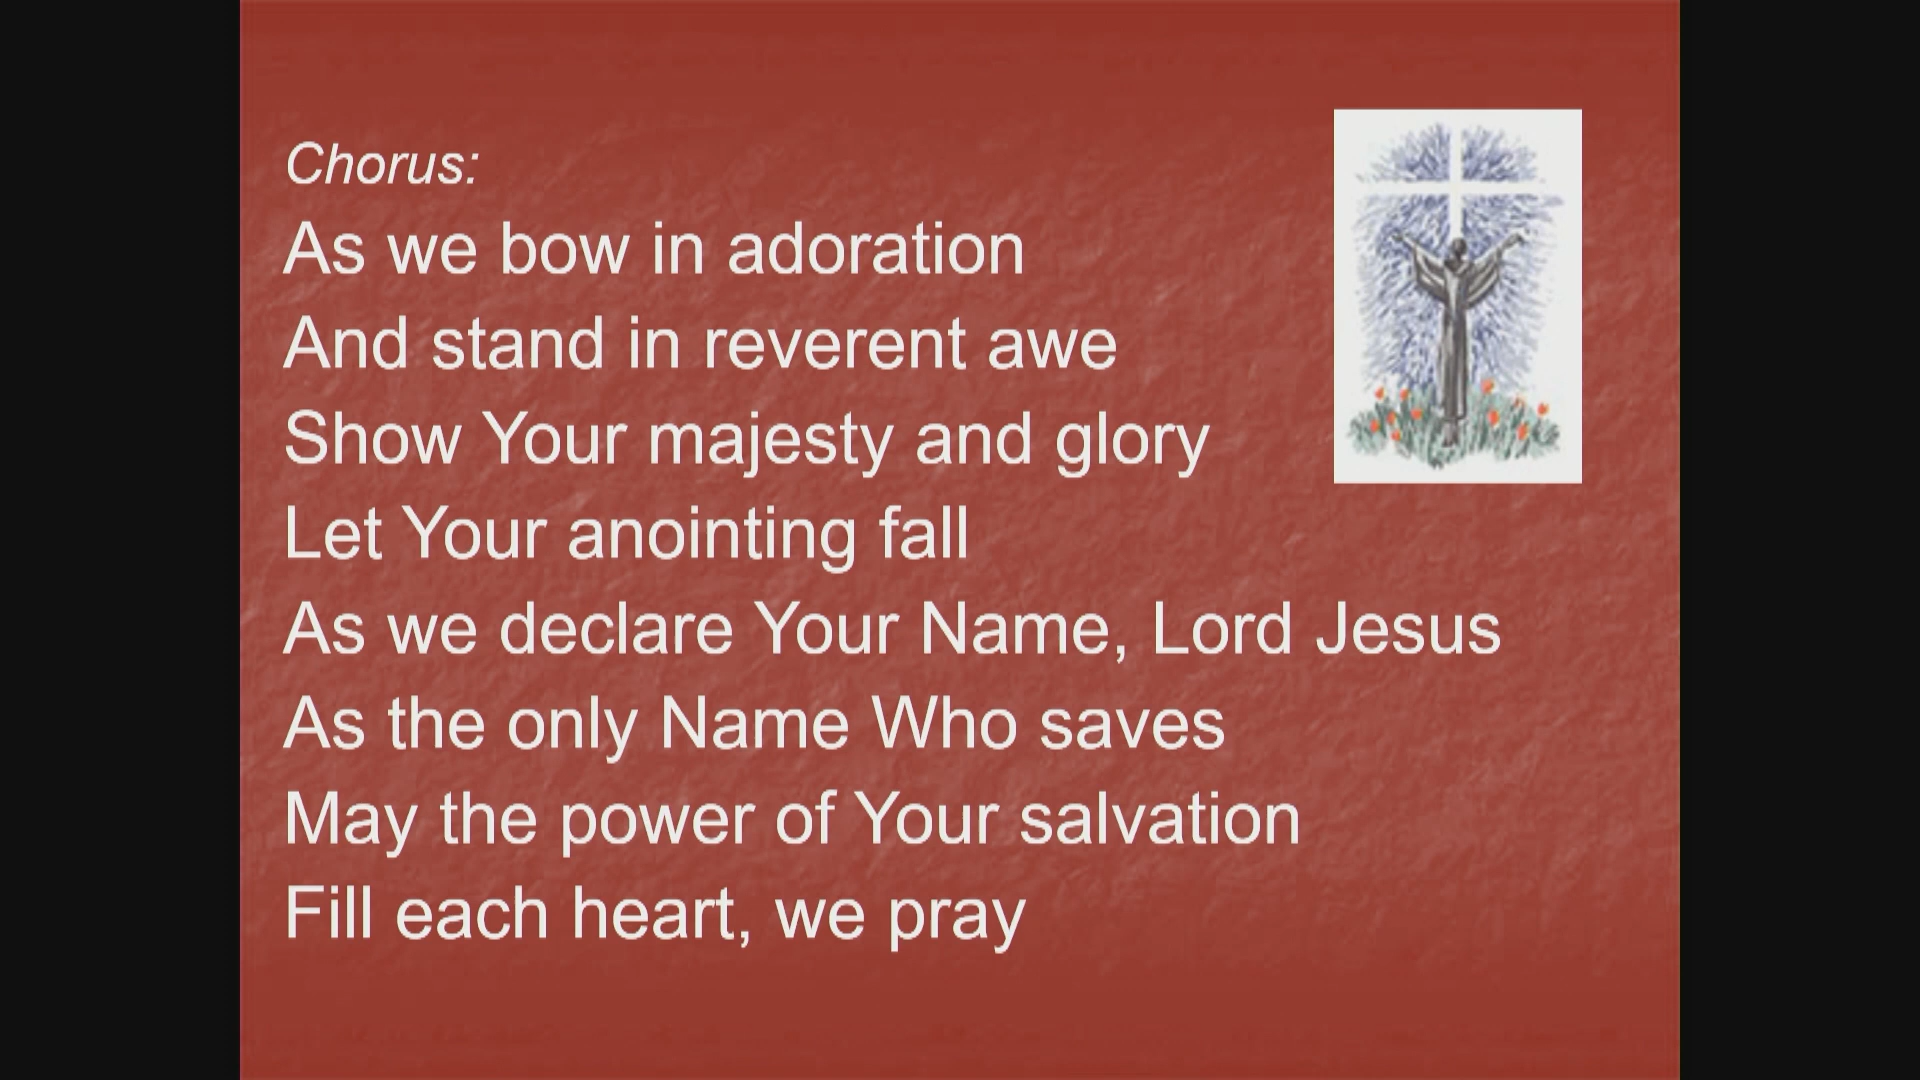 Chorus:
As we bow in adoration
And stand in reverent awe
Show Your majesty and glory
Let Your anointing fall
As we declare Your Name, Lord Jesus
As the only Name Who saves
May the power of Your salvation
Fill each heart, we pray